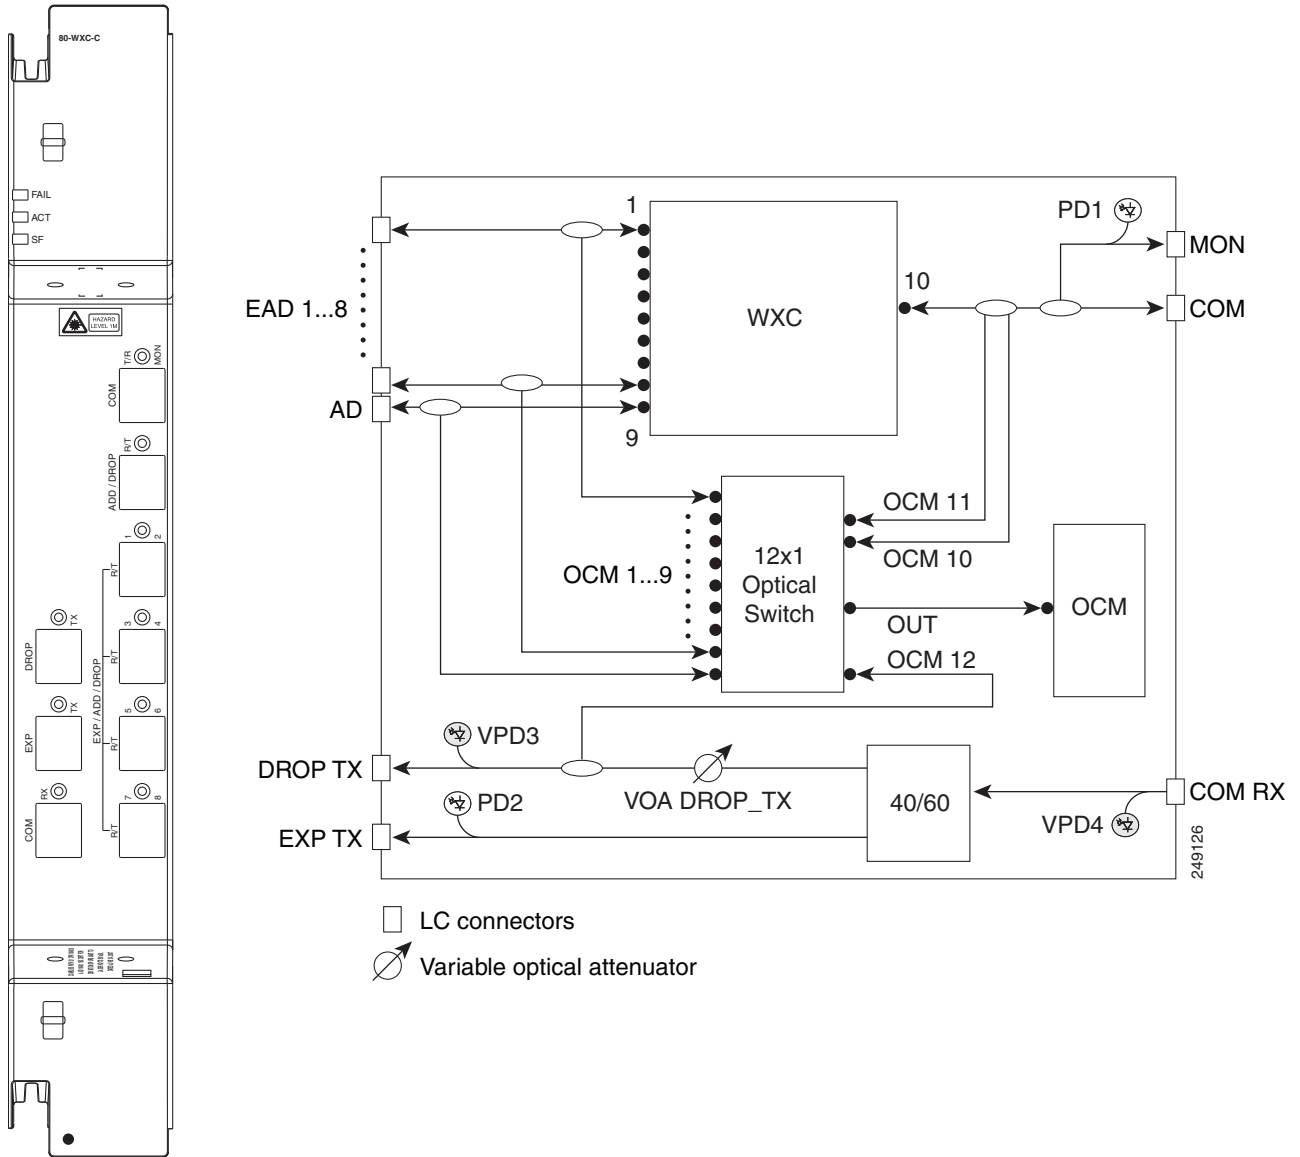 80-WXC-C
FAIL
ACT
SF
HAZARD
LEVEL 1M
T/R
MON
COM
R/T
ADD / DROP
1
2
R/T
TX
DROP
3
4
R/T
EXP / ADD / DROP
TX
EXP
5
6
R/T
RX
COM
7
8
R/T
1
PD1
MON
10
EAD 1...8
WXC
COM
AD
9
OCM 11
12x1
Optical
Switch
OCM 10
OCM 1...9
OCM
OUT
OCM 12
VPD3
DROP TX
VOA DROP_TX
PD2
40/60
COM RX
VPD4
EXP TX
249126
LC connectors
Variable optical attenuator